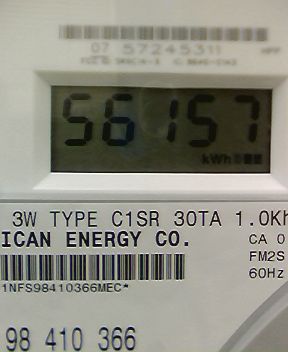 07 57245311
56157
kWh
3W TYPE C1SR 30TA 1.0Kh
ICAN ENERGY CO.
CA 0
FM2S
60Hz
1NFS98410366MEC*
98 410 366